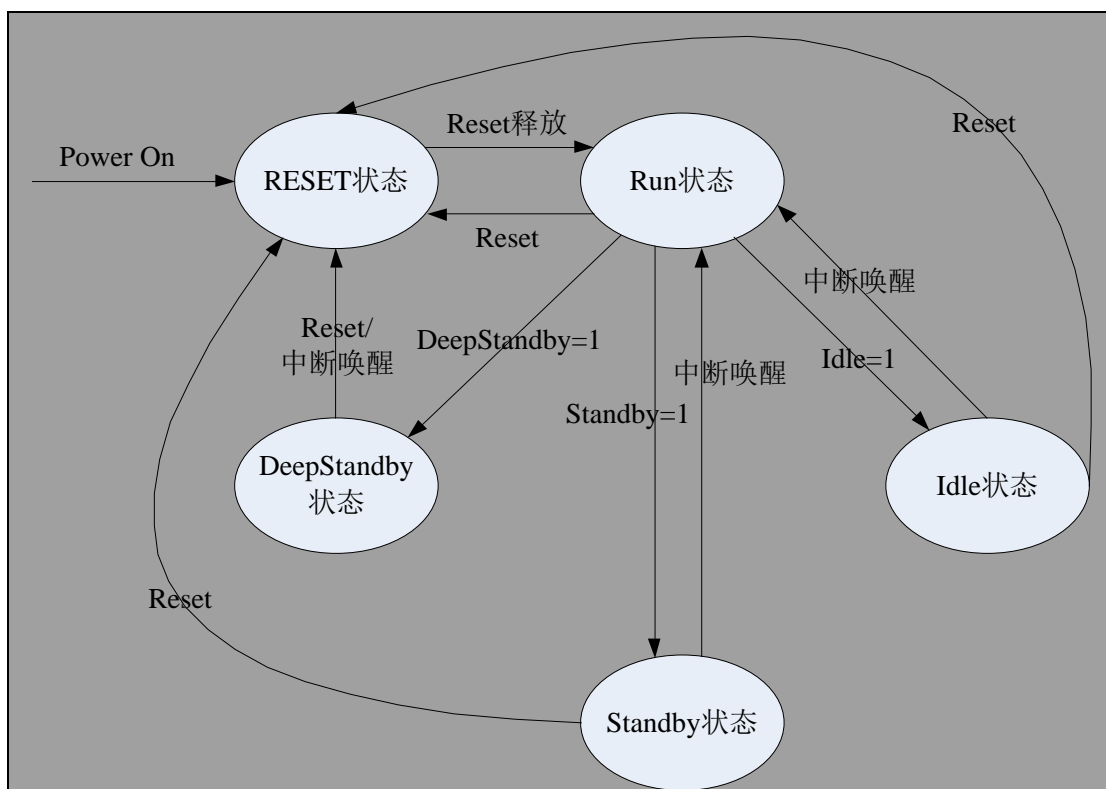 Reset
Reset释放
Power On
RESET状态
Run状态
Reset
中断唤醒
Reset/
中断唤醒
DeepStandby=1
中断唤醒
Idle=1
Standby=1
DeepStandby
状态
Idle状态
Reset
Standby状态